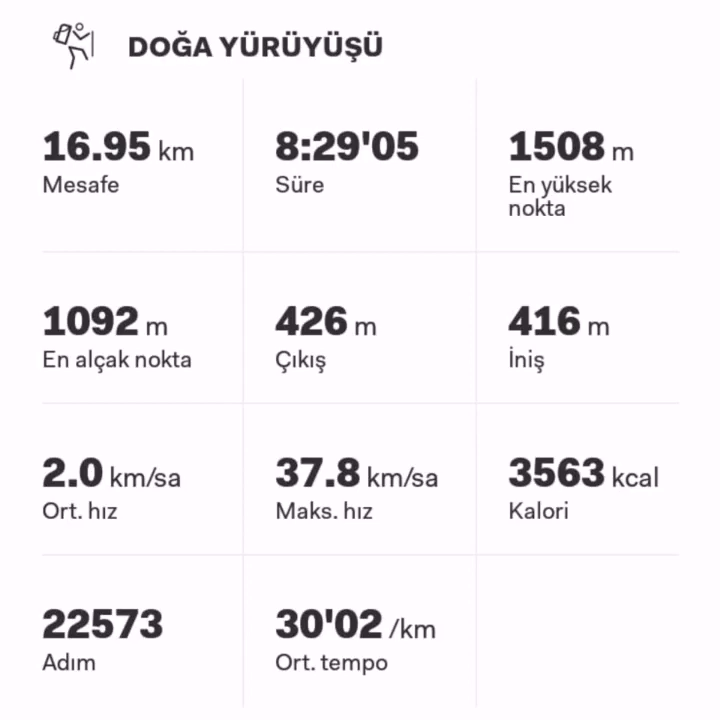 DOĞA YÜRÜYÜŞÜ
16.95 km
Mesafe
8:29'05
Süre
1508 m
En yüksek
nokta
1092 m
En alçak nokta
426 m
Çıkış
416 m
İniş
2.0 km/sa
Ort. hız
37.8 km/sa
Maks. hız
3563 kcal
Kalori
22573
Adım
30'02 /km
Ort. tempo